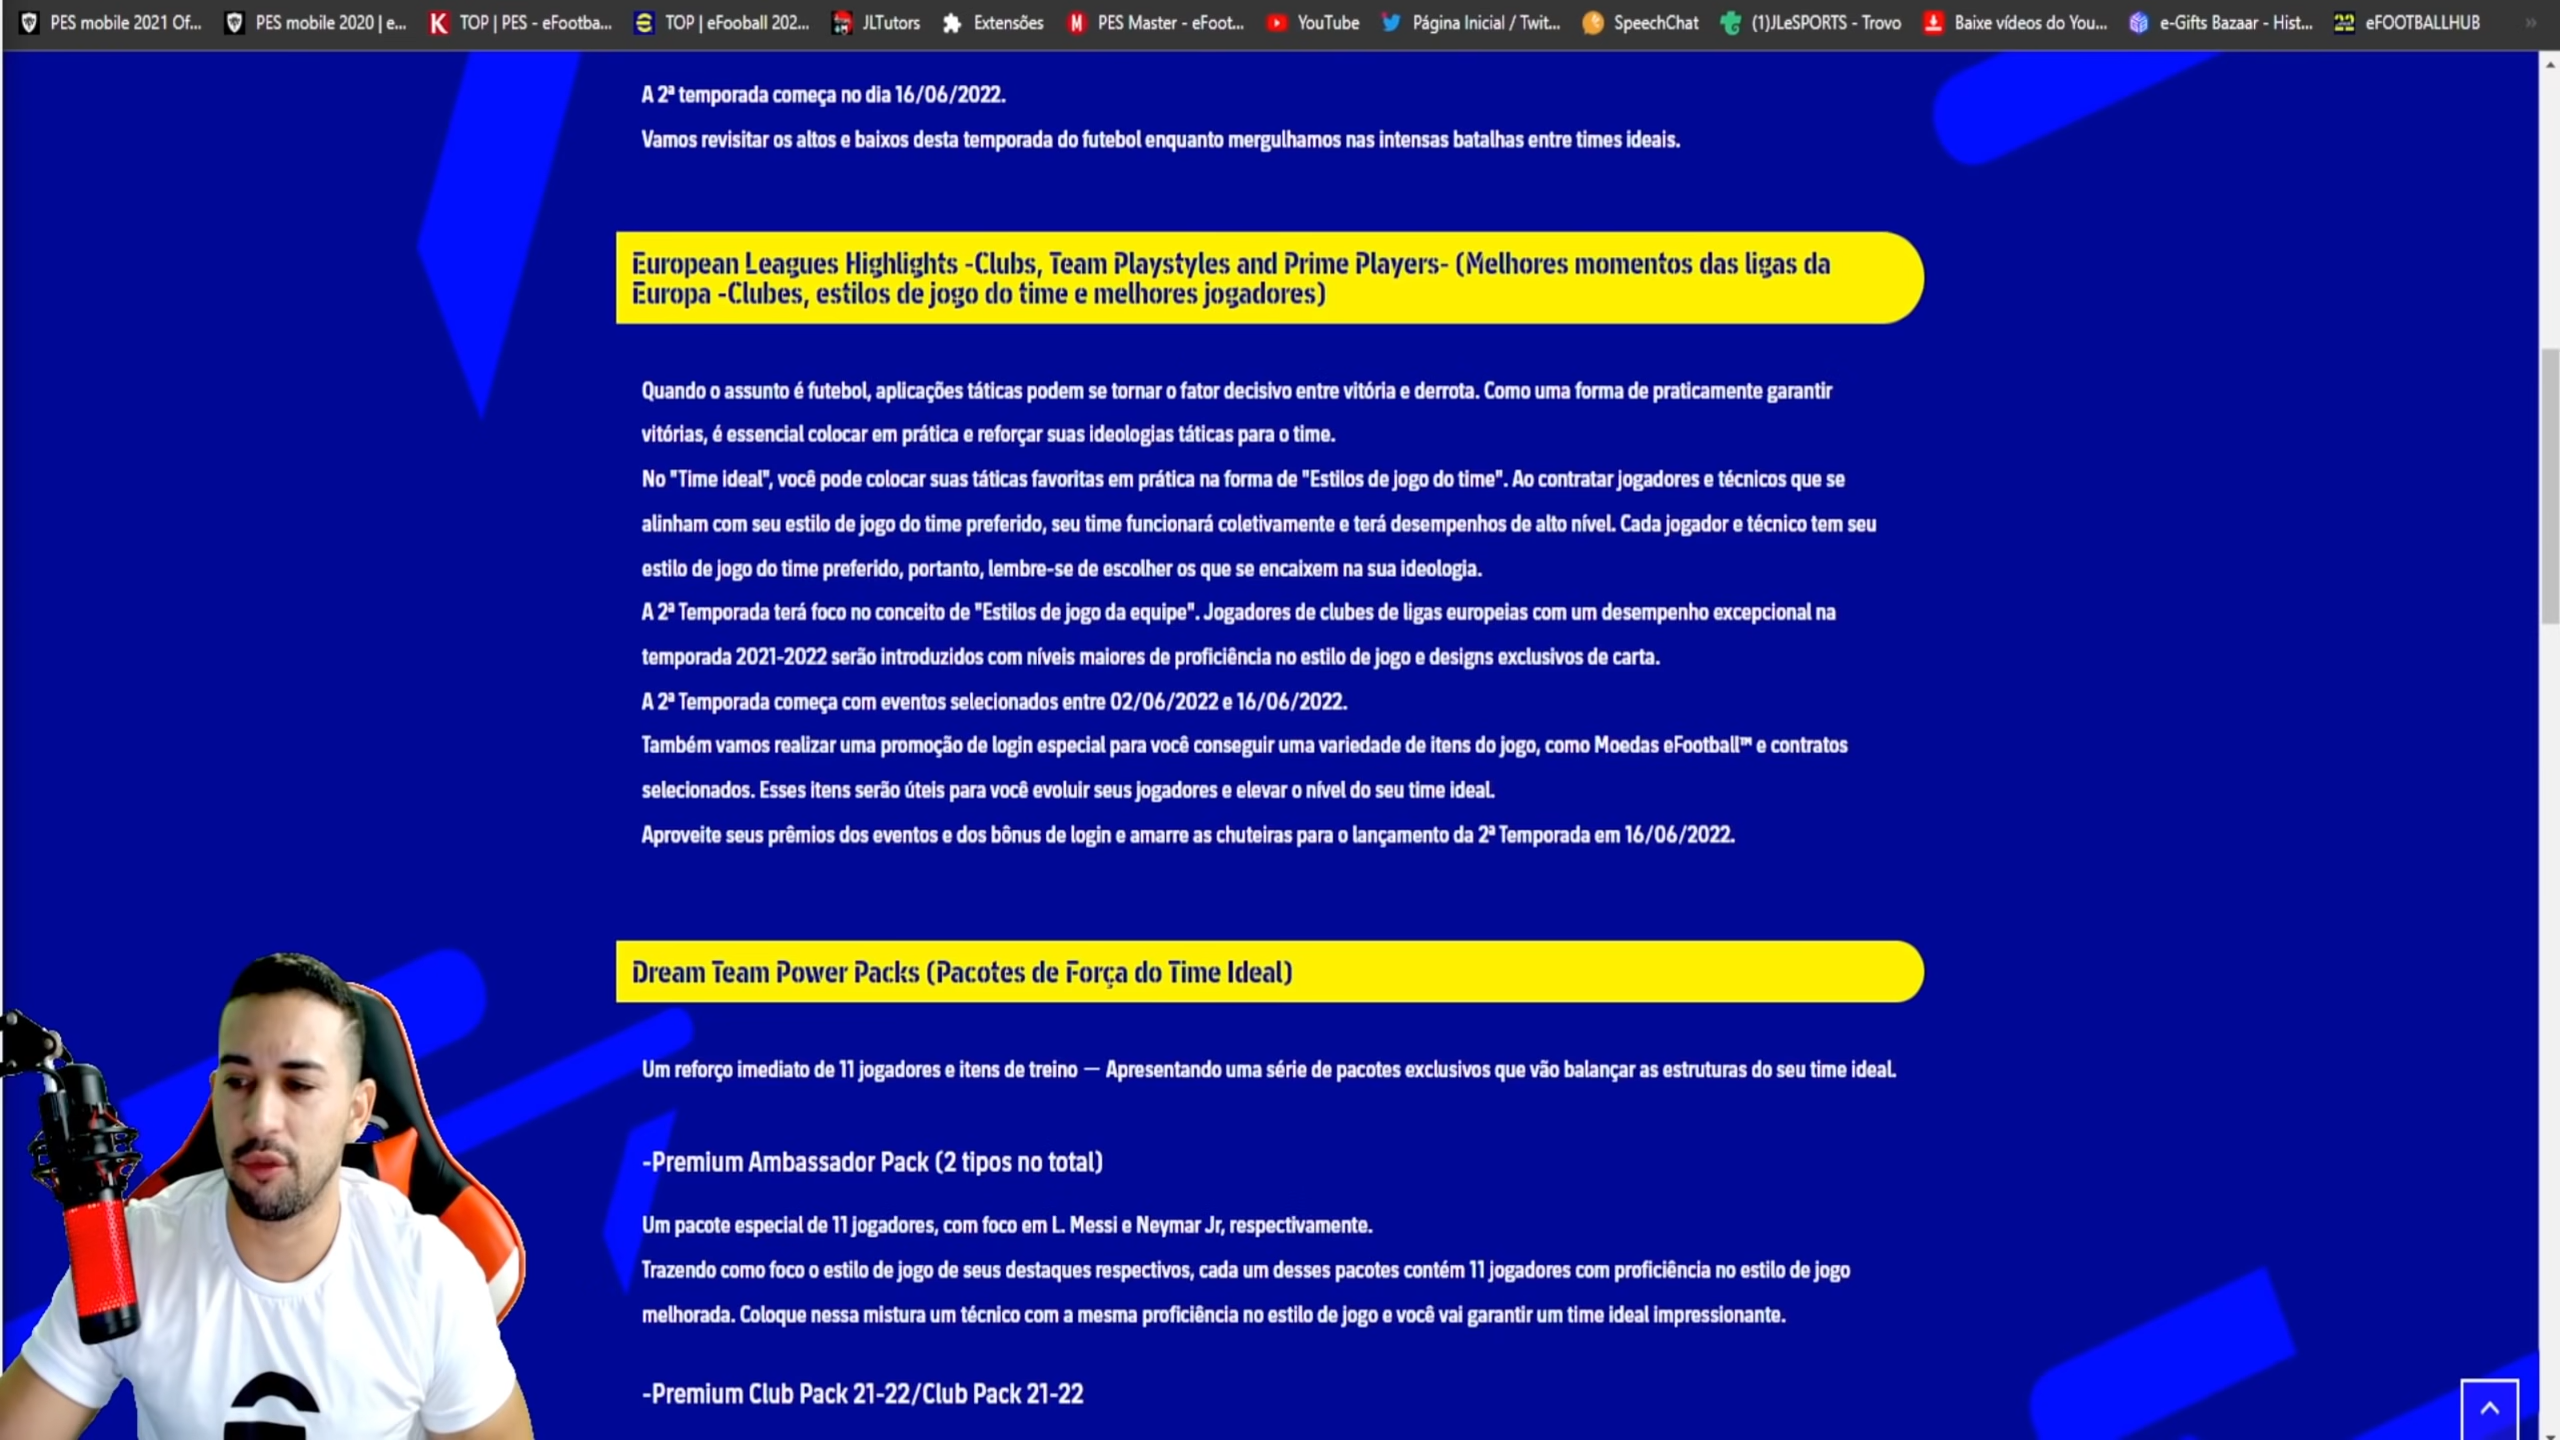 PES mobile 2021 Of... PES mobile 2020 | e... TOP | PES - eFootba... TOP | eFooball 202... JLTutors Extensões PES Master - eFoot... YouTube Página Inicial / Twit... SpeechChat (1)JLeSPORTS - Trovo Baixe vídeos do You... e-Gifts Bazaar - Hist... eFOOTBALLHUB »
A 2ª temporada começa no dia 16/06/2022.
Vamos revisitar os altos e baixos desta temporada do futebol enquanto mergulhamos nas intensas batalhas entre times ideais.
European Leagues Highlights -Clubs, Team Playstyles and Prime Players- (Melhores momentos das ligas da
Europa -Clubes, estilos de jogo do time e melhores jogadores)
Quando o assunto é futebol, aplicações táticas podem se tornar o fator decisivo entre vitória e derrota. Como uma forma de praticamente garantir
vitórias, é essencial colocar em prática e reforçar suas ideologias táticas para o time.
No "Time ideal", você pode colocar suas táticas favoritas em prática na forma de "Estilos de jogo do time". Ao contratar jogadores e técnicos que se
alinham com seu estilo de jogo do time preferido, seu time funcionará coletivamente e terá desempenhos de alto nível. Cada jogador e técnico tem seu
estilo de jogo do time preferido, portanto, lembre-se de escolher os que se encaixem na sua ideologia.
A 2ª Temporada terá foco no conceito de "Estilos de jogo da equipe". Jogadores de clubes de ligas europeias com um desempenho excepcional na
temporada 2021-2022 serão introduzidos com níveis maiores de proficiência no estilo de jogo e designs exclusivos de carta.
A 2ª Temporada começa com eventos selecionados entre 02/06/2022 e 16/06/2022.
Também vamos realizar uma promoção de login especial para você conseguir uma variedade de itens do jogo, como Moedas eFootball™ e contratos
selecionados. Esses itens serão úteis para você evoluir seus jogadores e elevar o nível do seu time ideal.
Aproveite seus prêmios dos eventos e dos bônus de login e amarre as chuteiras para o lançamento da 2ª Temporada em 16/06/2022.
Dream Team Power Packs (Pacotes de Força do Time Ideal)
Um reforço imediato de 11 jogadores e itens de treino — Apresentando uma série de pacotes exclusivos que vão balançar as estruturas do seu time ideal.
-Premium Ambassador Pack (2 tipos no total)
Um pacote especial de 11 jogadores, com foco em L. Messi e Neymar Jr, respectivamente.
Trazendo como foco o estilo de jogo de seus destaques respectivos, cada um desses pacotes contém 11 jogadores com proficiência no estilo de jogo
melhorada. Coloque nessa mistura um técnico com a mesma proficiência no estilo de jogo e você vai garantir um time ideal impressionante.
-Premium Club Pack 21-22/Club Pack 21-22